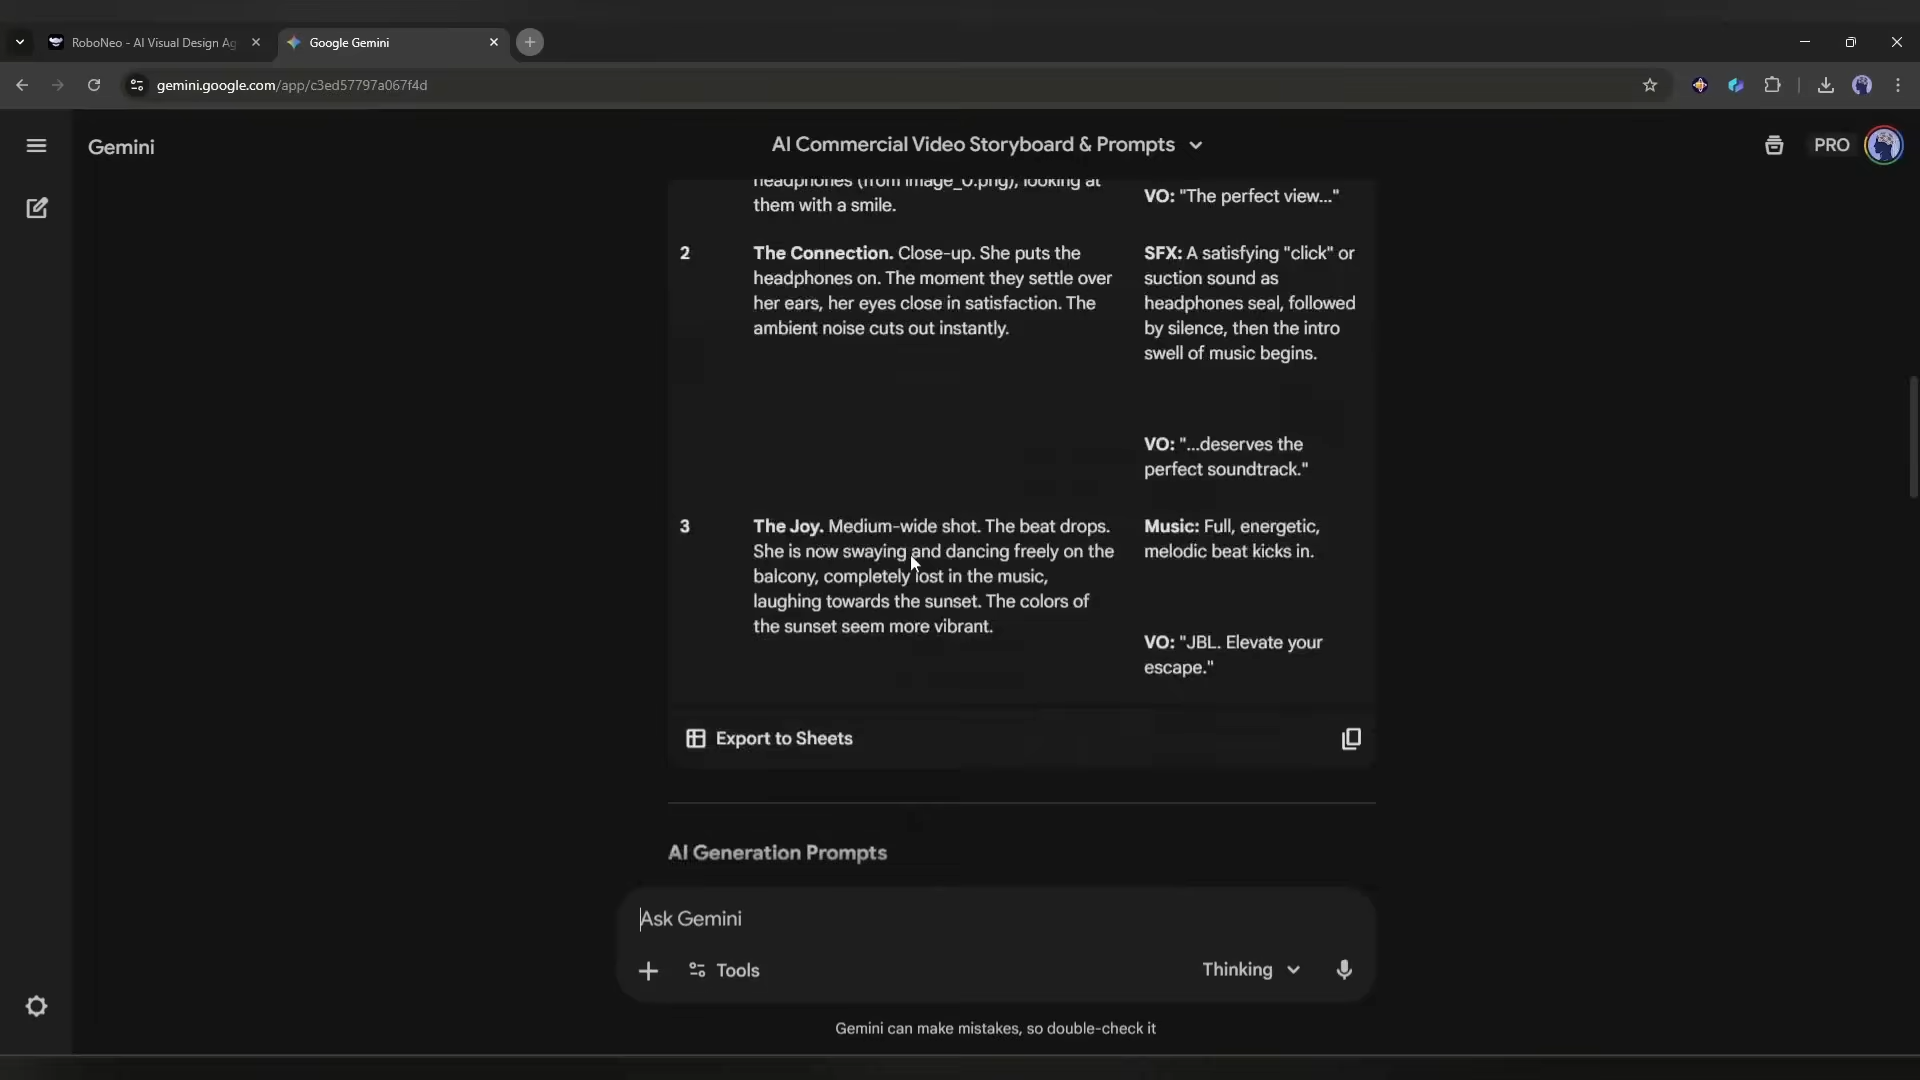 RoboNeo - AI Visual Design Ag
Google Gemini
gemini.google.com/app/c3ed57797a067f4d
Gemini
AI Commercial Video Storyboard & Prompts
PRO
headphones (from image_0.png), looking at
them with a smile.
VO: "The perfect view..."
2
The Connection. Close-up. She puts the
headphones on. The moment they settle over
her ears, her eyes close in satisfaction. The
ambient noise cuts out instantly.
SFX: A satisfying "click" or
suction sound as
headphones seal, followed
by silence, then the intro
swell of music begins.
VO: "...deserves the
perfect soundtrack."
3
The Joy. Medium-wide shot. The beat drops.
She is now swaying and dancing freely on the
balcony, completely lost in the music,
laughing towards the sunset. The colors of
the sunset seem more vibrant.
Music: Full, energetic,
melodic beat kicks in.
VO: "JBL. Elevate your
escape."
Export to Sheets
AI Generation Prompts
Ask Gemini
Tools
Thinking
Gemini can make mistakes, so double-check it